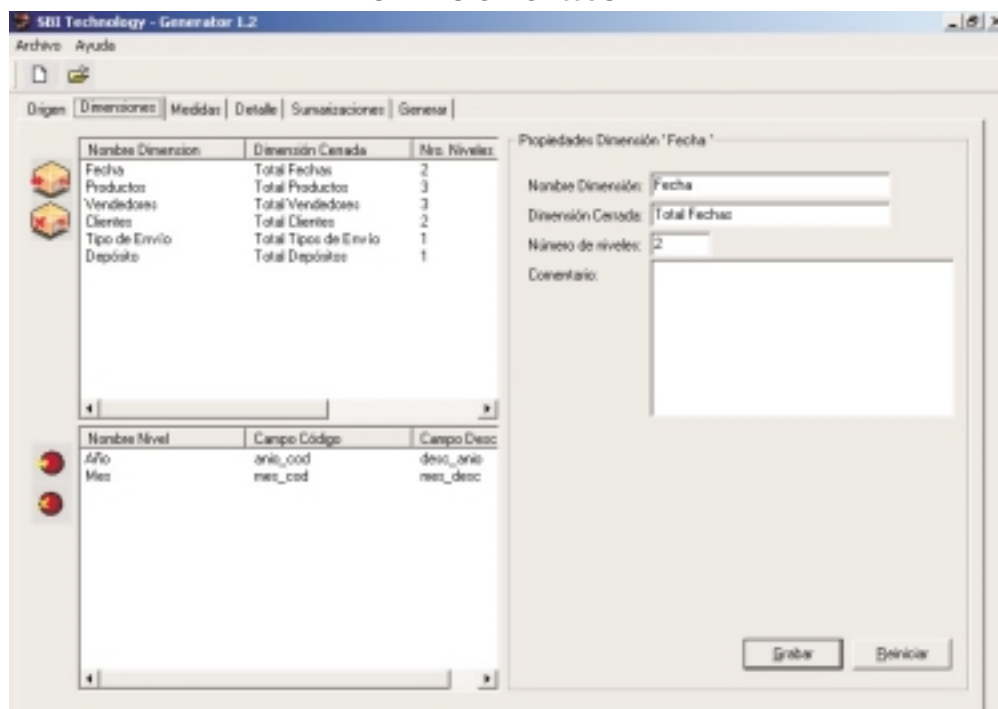 SBI Technology - Generator 1.2
Archivo Ayuda
Origen Dimensiones Medidas Detalle Sumarizaciones Generar
Nombre Dimension Dimensión Cerrada Nro. Niveles
Fecha Total Fechas 2
Productos Total Productos 3
Vendedores Total Vendedores 3
Clientes Total Clientes 2
Tipo de Envío Total Tipos de Envío 1
Depósito Total Depósitos 1
Nombre Nivel Campo Código Campo Desc
Año anio_cod desc_anio
Mes mes_cod mes_desc
Propiedades Dimensión 'Fecha '
Nombre Dimensión: Fecha
Dimensión Cerrada: Total Fechas
Número de niveles: 2
Comentario:
Grabar Reiniciar